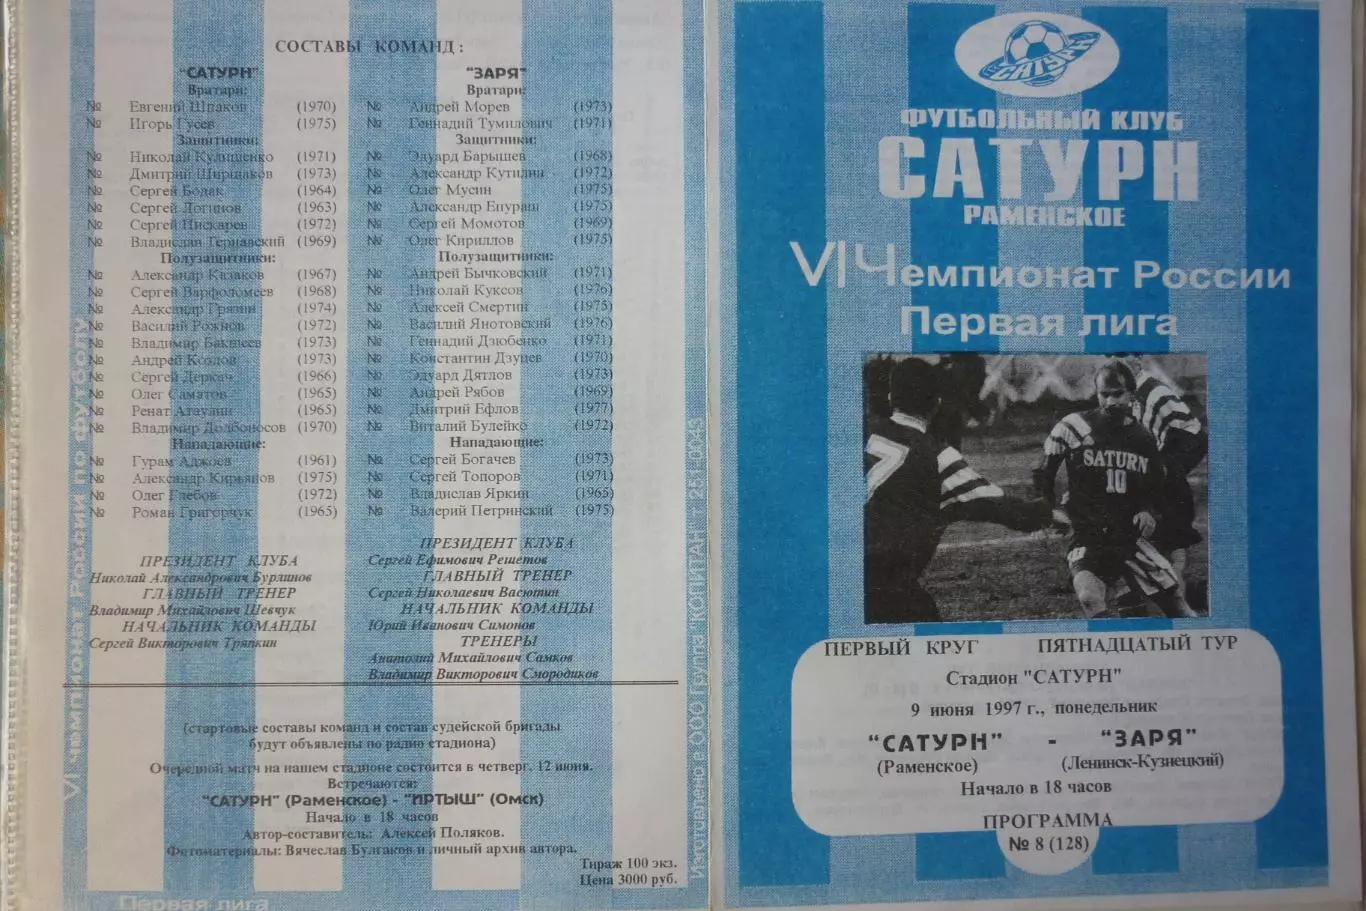 СОСТАВЫ КОМАНД :
"САТУРН"
Вратари:
№ Евгений Шпаков (1970)
№ Игорь Гусев (1975)
Защитники:
№ Николай Кулищенко (1971)
№ Дмитрий Ширшаков (1973)
№ Сергей Бодак (1964)
№ Сергей Логинов (1963)
№ Сергей Пискарев (1972)
№ Владислав Тернавский (1969)
Полузащитники:
№ Александр Казаков (1967)
№ Сергей Варфоломеев (1968)
№ Александр Грязин (1974)
№ Василий Рожнов (1972)
№ Владимир Бакшеев (1973)
№ Андрей Козлов (1973)
№ Сергей Деркач (1966)
№ Олег Саматов (1965)
№ Ренат Атаулин (1965)
№ Владимир Долбоносов (1970)
Нападающие:
№ Гурам Аджоев (1961)
№ Александр Кирьянов (1975)
№ Олег Глебов (1972)
№ Роман Григорчук (1965)
ПРЕЗИДЕНТ КЛУБА
Николай Александрович Бурлинов
ГЛАВНЫЙ ТРЕНЕР
Владимир Михайлович Шевчук
НАЧАЛЬНИК КОМАНДЫ
Сергей Викторович Тряпкин
"ЗАРЯ"
Вратари:
№ Андрей Морев (1973)
№ Геннадий Тумилович (1971)
Защитники:
№ Эдуард Барышев (1968)
№ Александр Кутилин (1972)
№ Олег Мусин (1975)
№ Александр Епураш (1975)
№ Сергей Момотов (1969)
№ Олег Кириллов (1975)
Полузащитники:
№ Андрей Бычковский (1971)
№ Николай Куксов (1976)
№ Алексей Смертин (1975)
№ Василий Янотовский (1976)
№ Геннадий Дзюбенко (1971)
№ Константин Дзуцев (1970)
№ Эдуард Дятлов (1973)
№ Андрей Рябов (1969)
№ Дмитрий Ефлов (1977)
№ Виталий Булейко (1972)
Нападающие:
№ Сергей Богачев (1973)
№ Сергей Топоров (1971)
№ Владислав Яркин (1965)
№ Валерий Петринский (1975)
ПРЕЗИДЕНТ КЛУБА
Сергей Ефимович Решетов
ГЛАВНЫЙ ТРЕНЕР
Сергей Николаевич Васютин
НАЧАЛЬНИК КОМАНДЫ
Юрий Иванович Симонов
ТРЕНЕРЫ
Анатолий Михайлович Самков
Владимир Викторович Смородиков
(стартовые составы команд и состав судейской бригады
будут объявлены по радио стадиона)
Очередной матч на нашем стадионе состоится в четверг, 12 июня.
Встречаются:
"САТУРН" (Раменское) - "ИРТЫШ" (Омск)
Начало в 18 часов
Автор-составитель: Алексей Поляков.
Фотоматериалы: Вячеслав Булгаков и личный архив автора.
Тираж 100 экз.
Цена 3000 руб.
VI чемпионат России по футболу
Первая лига
Изготовлено в ООО Группа "КОПИТАН" т.251-0045
САТУРН
ФУТБОЛЬНЫЙ КЛУБ
САТУРН
РАМЕНСКОЕ
VI Чемпионат России
Первая лига
7
SATURN
10
ПЕРВЫЙ КРУГ ПЯТНАДЦАТЫЙ ТУР
Стадион "САТУРН"
9 июня 1997 г., понедельник
"САТУРН" - "ЗАРЯ"
(Раменское) (Ленинск-Кузнецкий)
Начало в 18 часов
ПРОГРАММА
№ 8 (128)